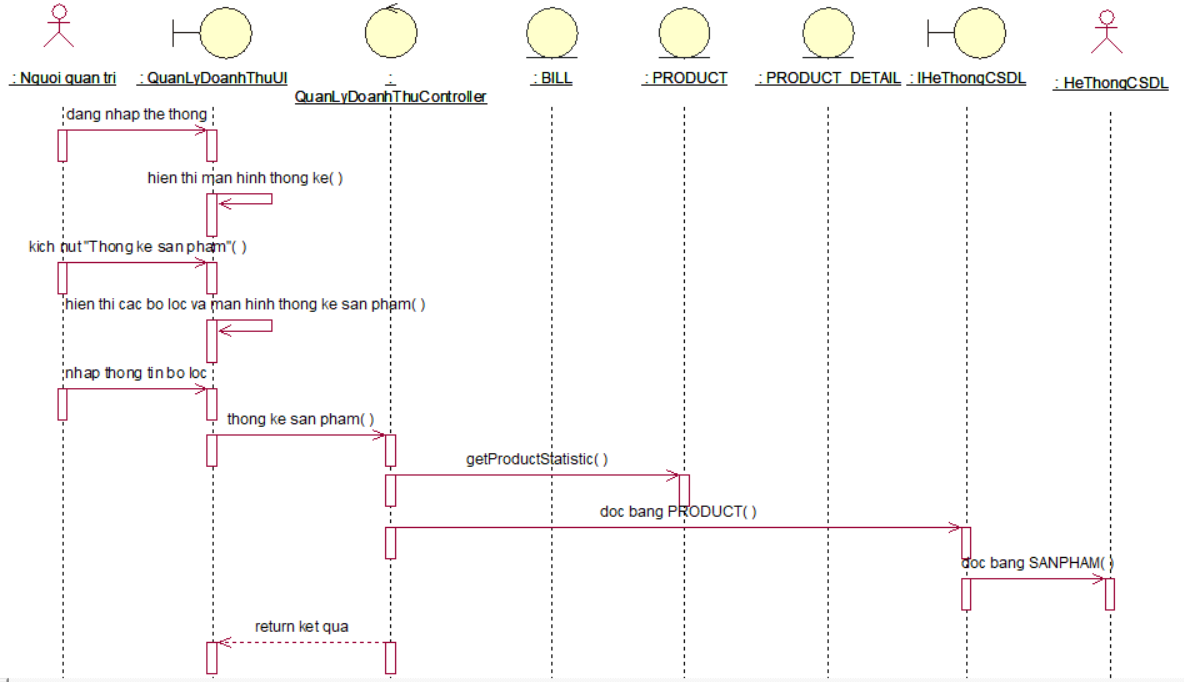 : Nguoi quan tri
: QuanLyDoanhThuUI
:
QuanLyDoanhThuController
: BILL
: PRODUCT
: PRODUCT_DETAIL
: IHeThongCSDL
: HeThongCSDL
dang nhap the thong
hien thi man hinh thong ke( )
kich nut "Thong ke san pham"( )
hien thi cac bo loc va man hinh thong ke san pham( )
nhap thong tin bo loc
thong ke san pham( )
getProductStatistic( )
doc bang PRODUCT( )
doc bang SANPHAM( )
return ket qua